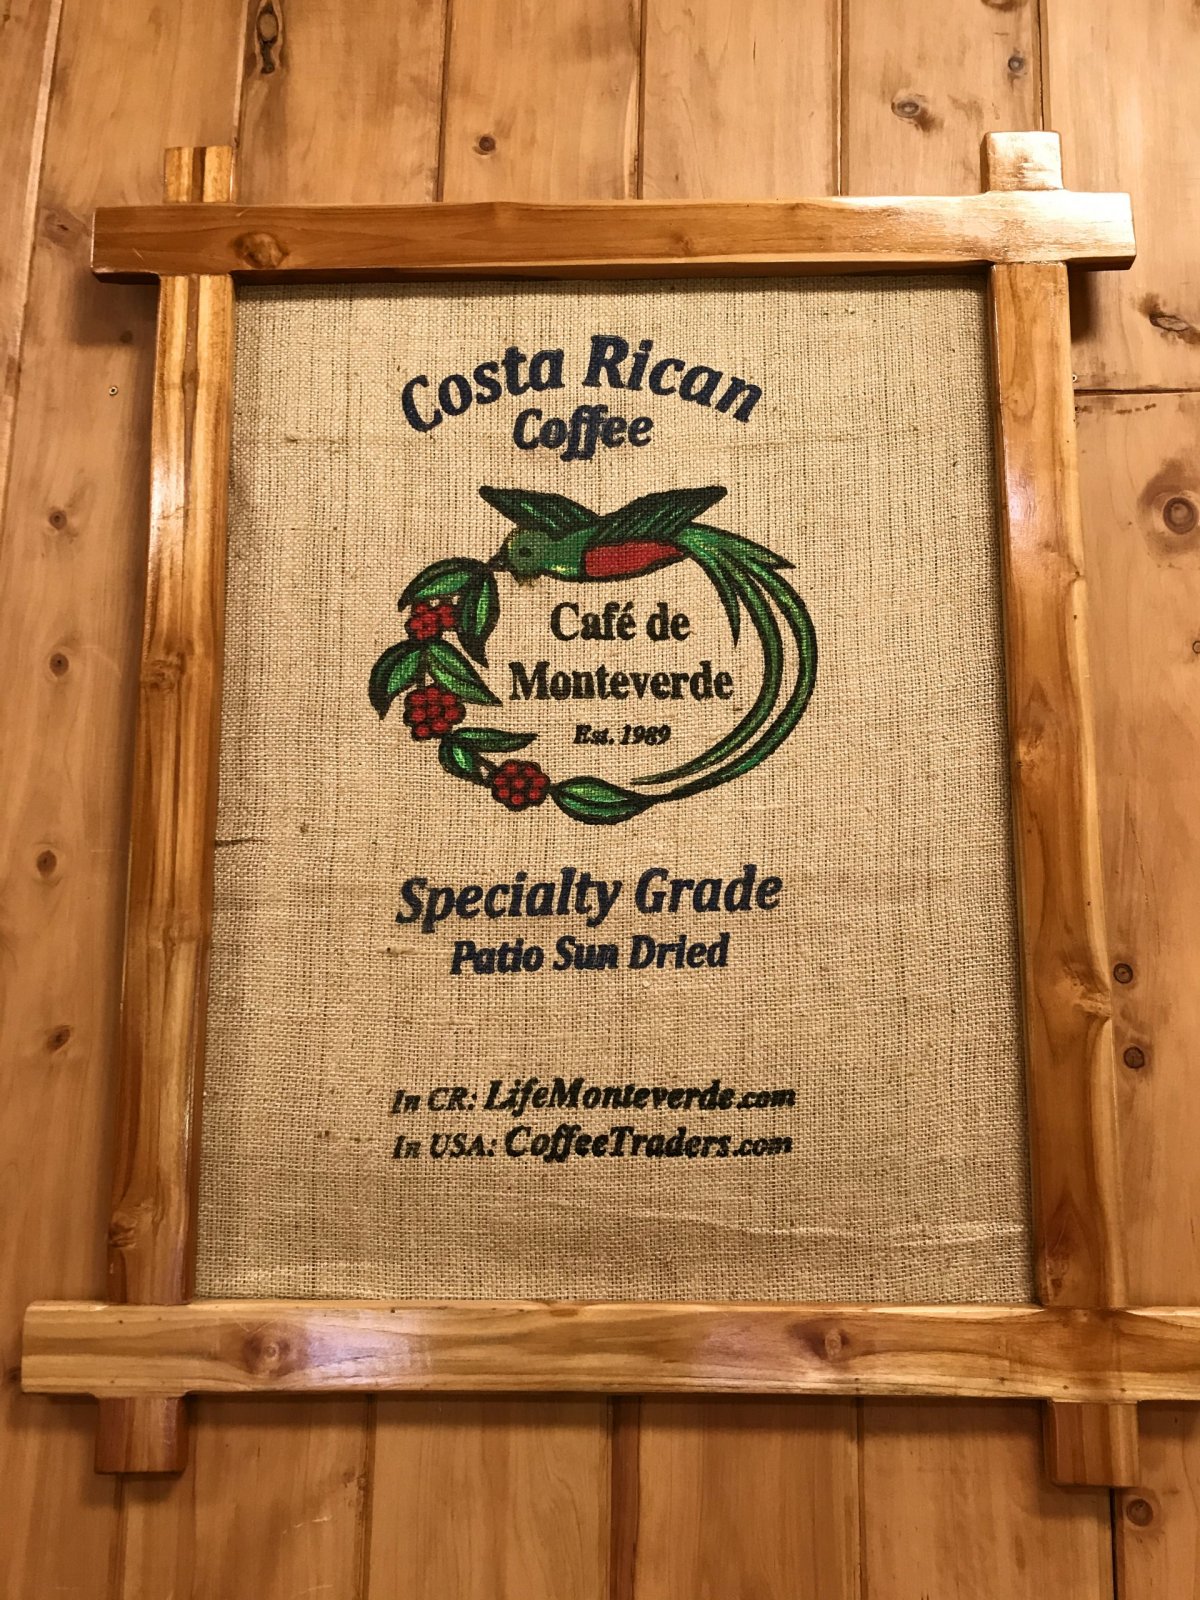 Costa Rican
Coffee
Café de
Monteverde
Est. 1989
Specialty Grade
Patio Sun Dried
In CR: LifeMonteverde.com
In USA: CoffeeTraders.com